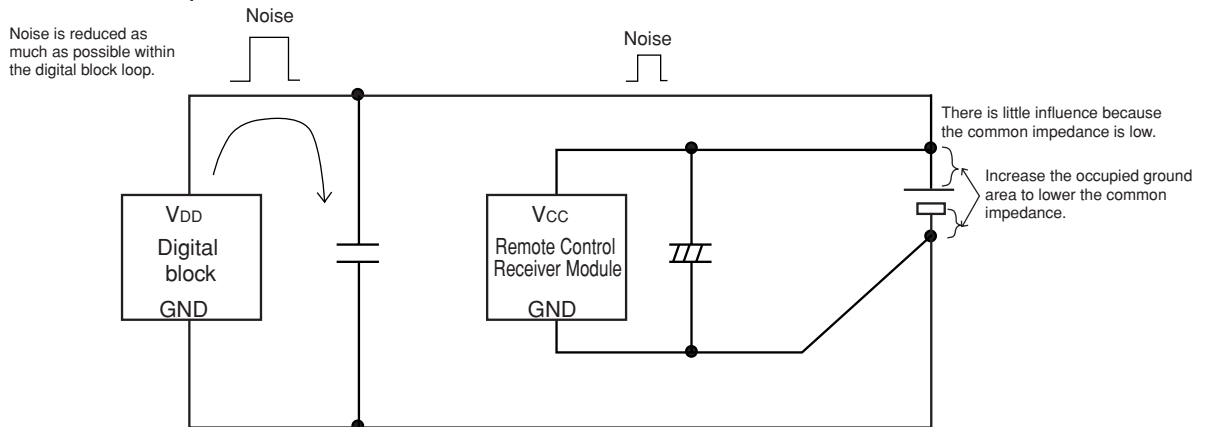 Noise
Noise is reduced as
much as possible within
the digital block loop.
Noise
There is little influence because
the common impedance is low.
Increase the occupied ground
area to lower the common
impedance.
VDD
Digital
block
GND
VCC
Remote Control
Receiver Module
GND